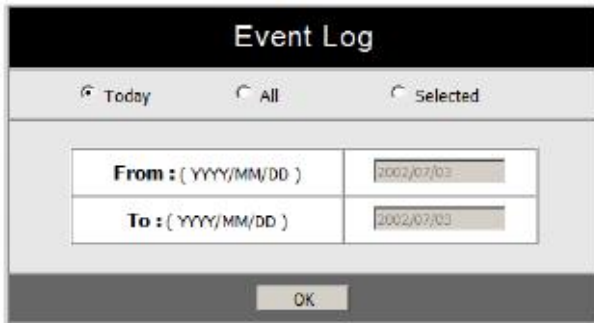 Event Log
Today All Selected
From : ( YYYY/MM/DD ) 2002/07/03
To : ( YYYY/MM/DD ) 2002/07/03
OK